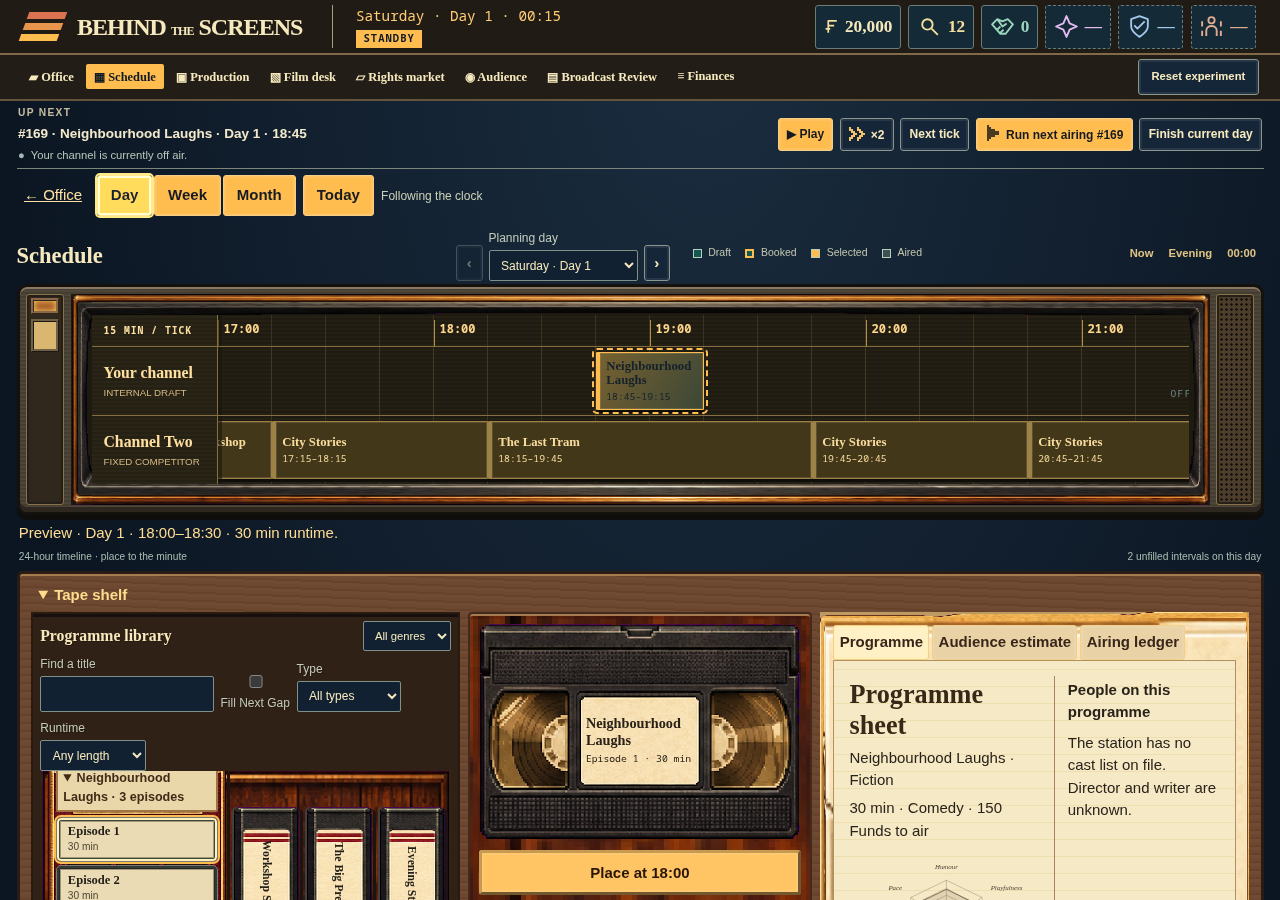 BEHIND THE SCREENS
Saturday · Day 1 · 00:15
STANDBY
20,000
12
0
—
—
—
Office
Schedule
Production
Film desk
Rights market
Audience
Broadcast Review
Finances
Reset experiment
UP NEXT
#169 · Neighbourhood Laughs · Day 1 · 18:45
● Your channel is currently off air.
▶ Play
×2
Next tick
Run next airing #169
Finish current day
← Office
Day
Week
Month
Today
Following the clock
Schedule
‹
Planning day
Saturday · Day 1
›
Draft
Booked
Selected
Aired
Now Evening 00:00
15 MIN / TICK
17:00
18:00
19:00
20:00
21:00
Your channel
INTERNAL DRAFT
Neighbourhood
Laughs
18:45–19:15
OFF
Channel Two
FIXED COMPETITOR
shop
City Stories
17:15–18:15
The Last Tram
18:15–19:45
City Stories
19:45–20:45
City Stories
20:45–21:45
Preview · Day 1 · 18:00–18:30 · 30 min runtime.
24-hour timeline · place to the minute
2 unfilled intervals on this day
▼ Tape shelf
Programme library
All genres
Find a title
Fill Next Gap
Type
All types
Runtime
Any length
▼ Neighbourhood
Laughs · 3 episodes
Episode 1
30 min
Episode 2
30 min
Workshop S
The Big Pre
Evening St
Neighbourhood
Laughs
Episode 1 · 30 min
Place at 18:00
Programme
Audience estimate
Airing ledger
Programme
sheet
Neighbourhood Laughs ·
Fiction
30 min · Comedy · 150
Funds to air
Humour
Pace
Playfulness
People on this
programme
The station has no
cast list on file.
Director and writer are
unknown.